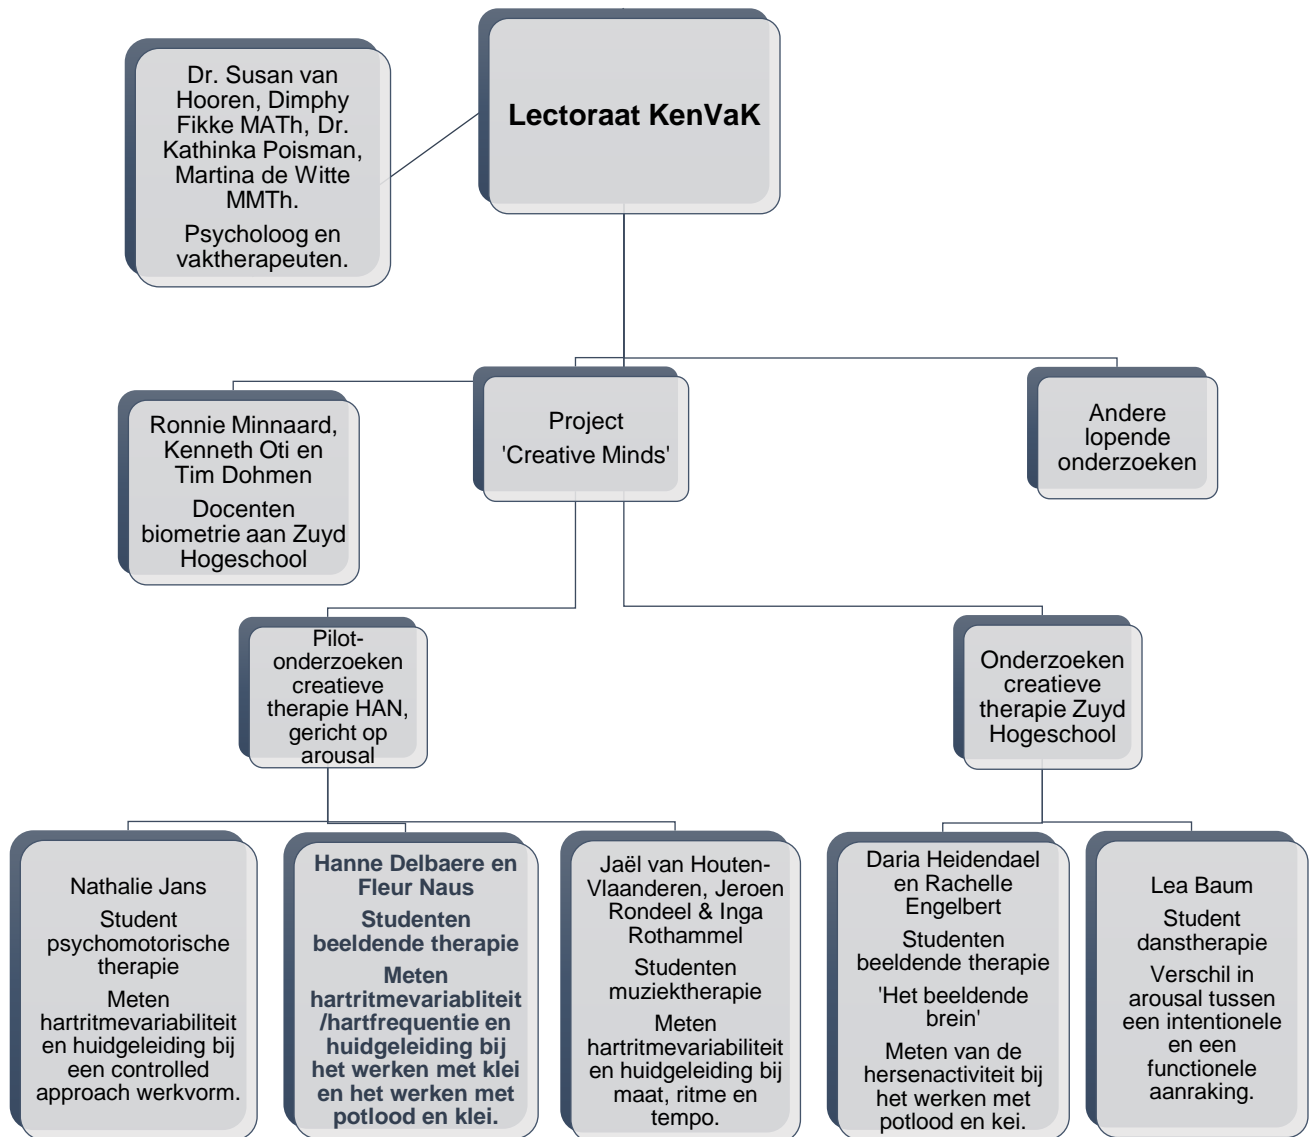 Dr. Susan van
Hooren, Dimphy
Fikke MATh, Dr.
Kathinka Poisman,
Martina de Witte
MMTh.
Psycholoog en
vaktherapeuten.
Lectoraat KenVaK
Ronnie Minnaard,
Kenneth Oti en
Tim Dohmen
Docenten
biometrie aan Zuyd
Hogeschool
Project
'Creative Minds'
Andere
lopende
onderzoeken
Pilot-
onderzoeken
creatieve
therapie HAN,
gericht op
arousal
Onderzoeken
creatieve
therapie Zuyd
Hogeschool
Nathalie Jans
Student
psychomotorische
therapie
Meten
hartritmevariabiliteit
en huidgeleiding bij
een controlled
approach werkvorm.
Hanne Delbaere en
Fleur Naus
Studenten
beeldende therapie
Meten
hartritmevariabliteit
/hartfrequentie en
huidgeleiding bij
het werken met klei
en het werken met
potlood en klei.
Jaël van Houten-
Vlaanderen, Jeroen
Rondeel & Inga
Rothammel
Studenten
muziektherapie
Meten
hartritmevariabiliteit
en huidgeleiding bij
maat, ritme en
tempo.
Daria Heidendael
en Rachelle
Engelbert
Studenten
beeldende therapie
'Het beeldende
brein'
Meten van de
hersenactiviteit bij
het werken met
potlood en kei.
Lea Baum
Student
danstherapie
Verschil in
arousal tussen
een intentionele
en een
functionele
aanraking.